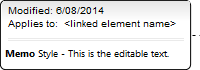 Modified: 6/08/2014
Applies to:  <linked element name>
Memo Style - This is the editable text.